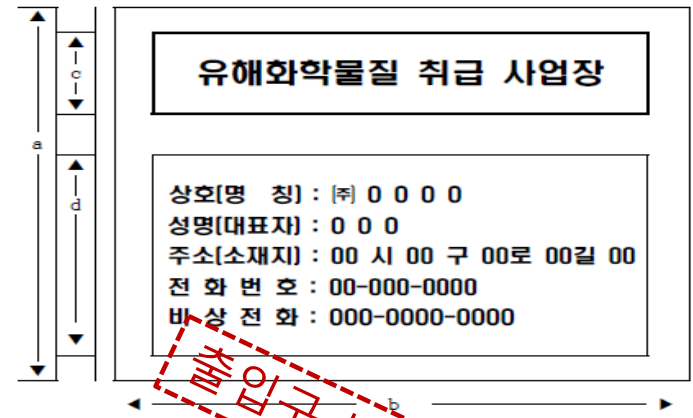 유해화학물질 취급 사업장
a
c
d
상호(명 칭) : ㈜ 0 0 0 0
성명(대표자) : 0 0 0
주소(소재지) : 00 시 00 구 00로 00길 00
전 화 번 호 : 00-000-0000
비 상 전 화 : 000-0000-0000
출입
b